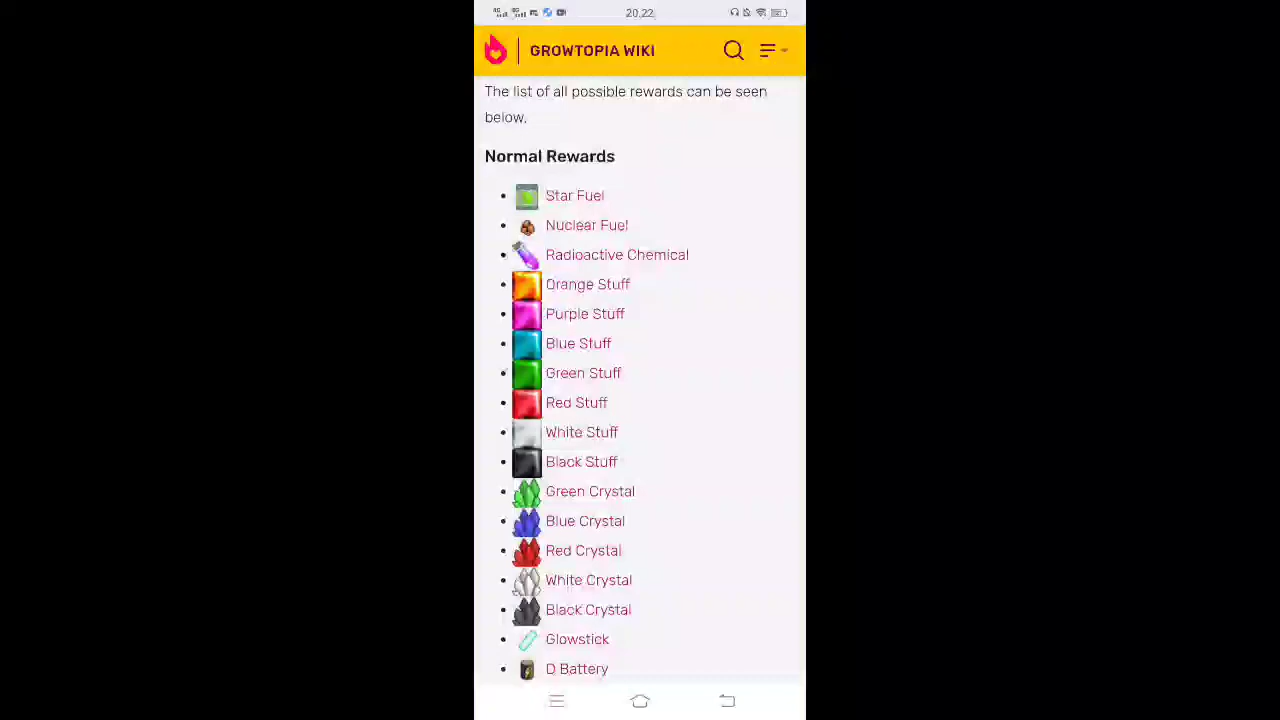 20.22
GROWTOPIA WIKI
The list of all possible rewards can be seen
below.
Normal Rewards
Star Fuel
Nuclear Fuel
Radioactive Chemical
Orange Stuff
Purple Stuff
Blue Stuff
Green Stuff
Red Stuff
White Stuff
Black Stuff
Green Crystal
Blue Crystal
Red Crystal
White Crystal
Black Crystal
Glowstick
D Battery